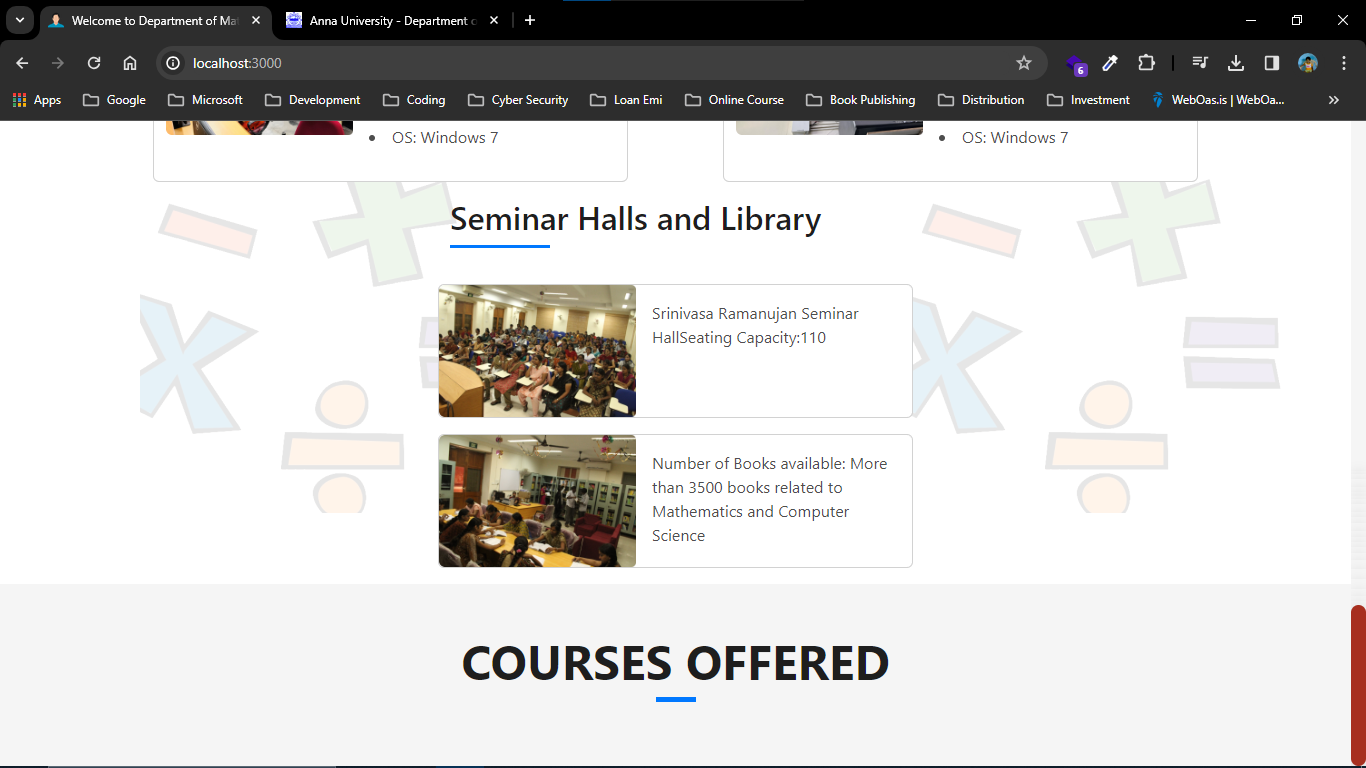 Welcome to Department of Mat
Anna University - Department o
localhost:3000
6
Apps
Google
Microsoft
Development
Coding
Cyber Security
Loan Emi
Online Course
Book Publishing
Distribution
Investment
WebOas.is | WebOa...
OS: Windows 7
OS: Windows 7
Seminar Halls and Library
Srinivasa Ramanujan Seminar
HallSeating Capacity:110
Number of Books available: More
than 3500 books related to
Mathematics and Computer
Science
COURSES OFFERED